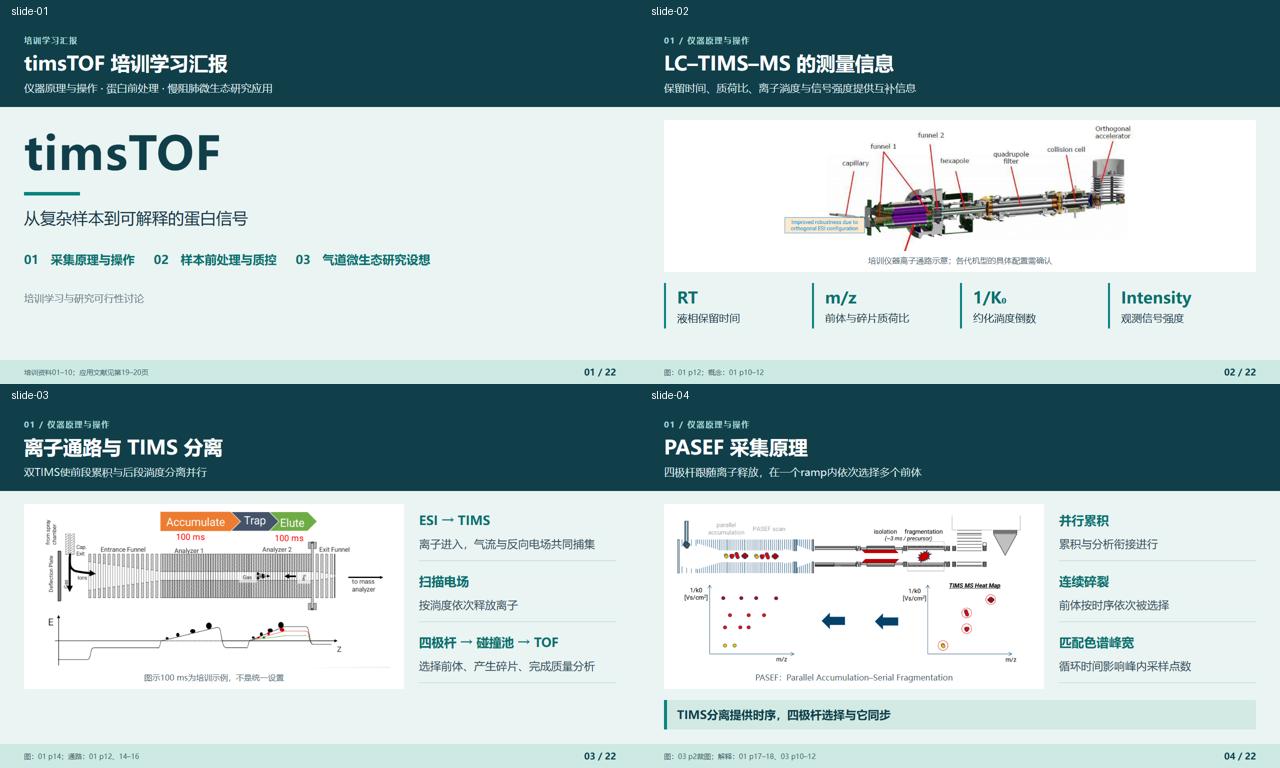 slide-01
培训学习汇报
timsTOF 培训学习汇报
仪器原理与操作 · 蛋白前处理 · 慢阻肺微生态研究应用
timsTOF
从复杂样本到可解释的蛋白信号
01 采集原理与操作 02 样本前处理与质控 03 气道微生态研究设想
培训学习与研究可行性讨论
培训资料01–10；应用文献见第19–20页
01 / 22
slide-02
01 / 仪器原理与操作
LC–TIMS–MS 的测量信息
保留时间、质荷比、离子淌度与信号强度提供互补信息
Orthogonal accelerator
funnel 2
funnel 1
collision cell
quadrupole filter
hexapole
capillary
Improved robustness due to orthogonal ESI configuration
培训仪器离子通路示意；各代机型的具体配置需确认
RT
液相保留时间
m/z
前体与碎片质荷比
1/K₀
约化淌度倒数
Intensity
观测信号强度
图：01 p12；概念：01 p10–12
02 / 22
slide-03
01 / 仪器原理与操作
离子通路与 TIMS 分离
双TIMS使前段累积与后段淌度分离并行
from spray chamber
Accumulate
Trap
Elute
100 ms
100 ms
Cap. Exit
Entrance Funnel
Analyzer 1
Analyzer 2
Exit Funnel
Deflection Plate
Ions
Gas
to mass analyzer
E
Z
图示100 ms为培训示例，不是统一设置
ESI → TIMS
离子进入，气流与反向电场共同捕集
扫描电场
按淌度依次释放离子
四极杆 → 碰撞池 → TOF
选择前体、产生碎片、完成质量分析
图：01 p14；通路：01 p12、14–16
03 / 22
slide-04
01 / 仪器原理与操作
PASEF 采集原理
四极杆跟随离子释放，在一个ramp内依次选择多个前体
parallel accumulation
PASEF scan
isolation
fragmentation
(~3 ms / precursor)
1/k0 [Vs/cm²]
m/z
1/k0 [Vs/cm²]
TIMS MS Heat Map
m/z
PASEF：Parallel Accumulation–Serial Fragmentation
并行累积
累积与分析衔接进行
连续碎裂
前体按时序依次被选择
匹配色谱峰宽
循环时间影响峰内采样点数
TIMS分离提供时序，四极杆选择与它同步
图：03 p2裁图；解释：01 p17–18、03 p10–12
04 / 22